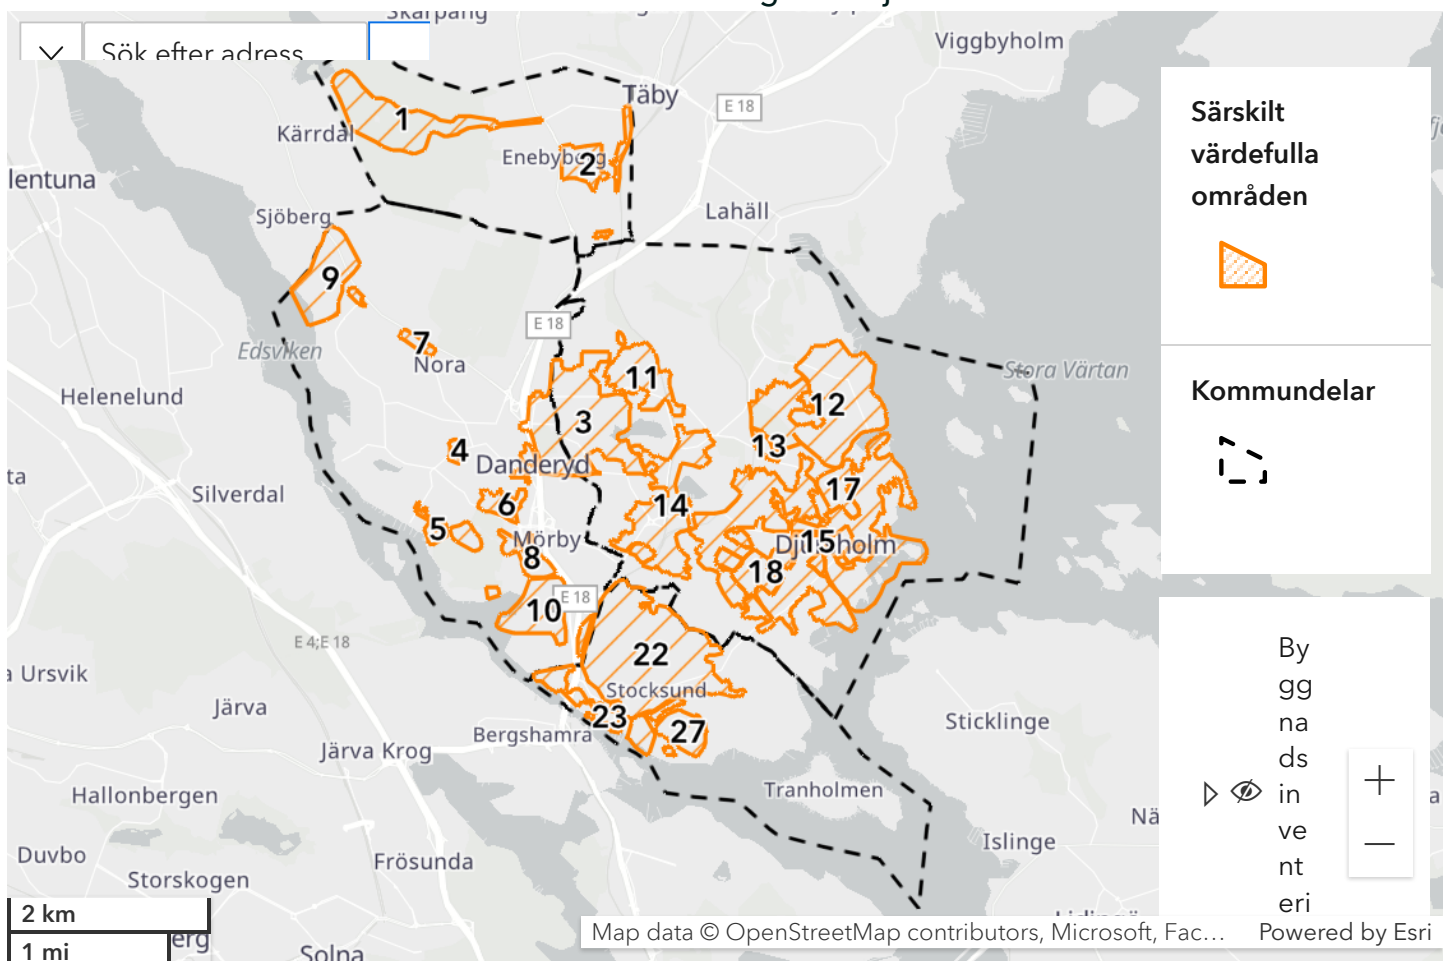 Skarpäng
Viggbyholm
Sök efter adress
Täby
E 18
1
Kärrdal
Enebyberg
2
lentuna
Sjöberg
Lahäll
9
E 18
7
Edsviken
Nora
Stora Värtan
11
Helenelund
12
3
13
4
Danderyd
ta
Silverdal
17
6
14
5
Mörby
Djursholm
15
8
18
E 18
10
E 4;E 18
22
a Ursvik
Stocksund
Järva
23
Sticklinge
Bergshamra
27
Järva Krog
Tranholmen
Hallonbergen
Nä
a
Islinge
Duvbo
Frösunda
Storskogen
2 km
1 mi
erg
Solna
Särskilt
värdefulla
områden
Kommundelar
By
gg
na
ds
in
ve
nt
eri
+
−
Map data © OpenStreetMap contributors, Microsoft, Fac...
Powered by Esri